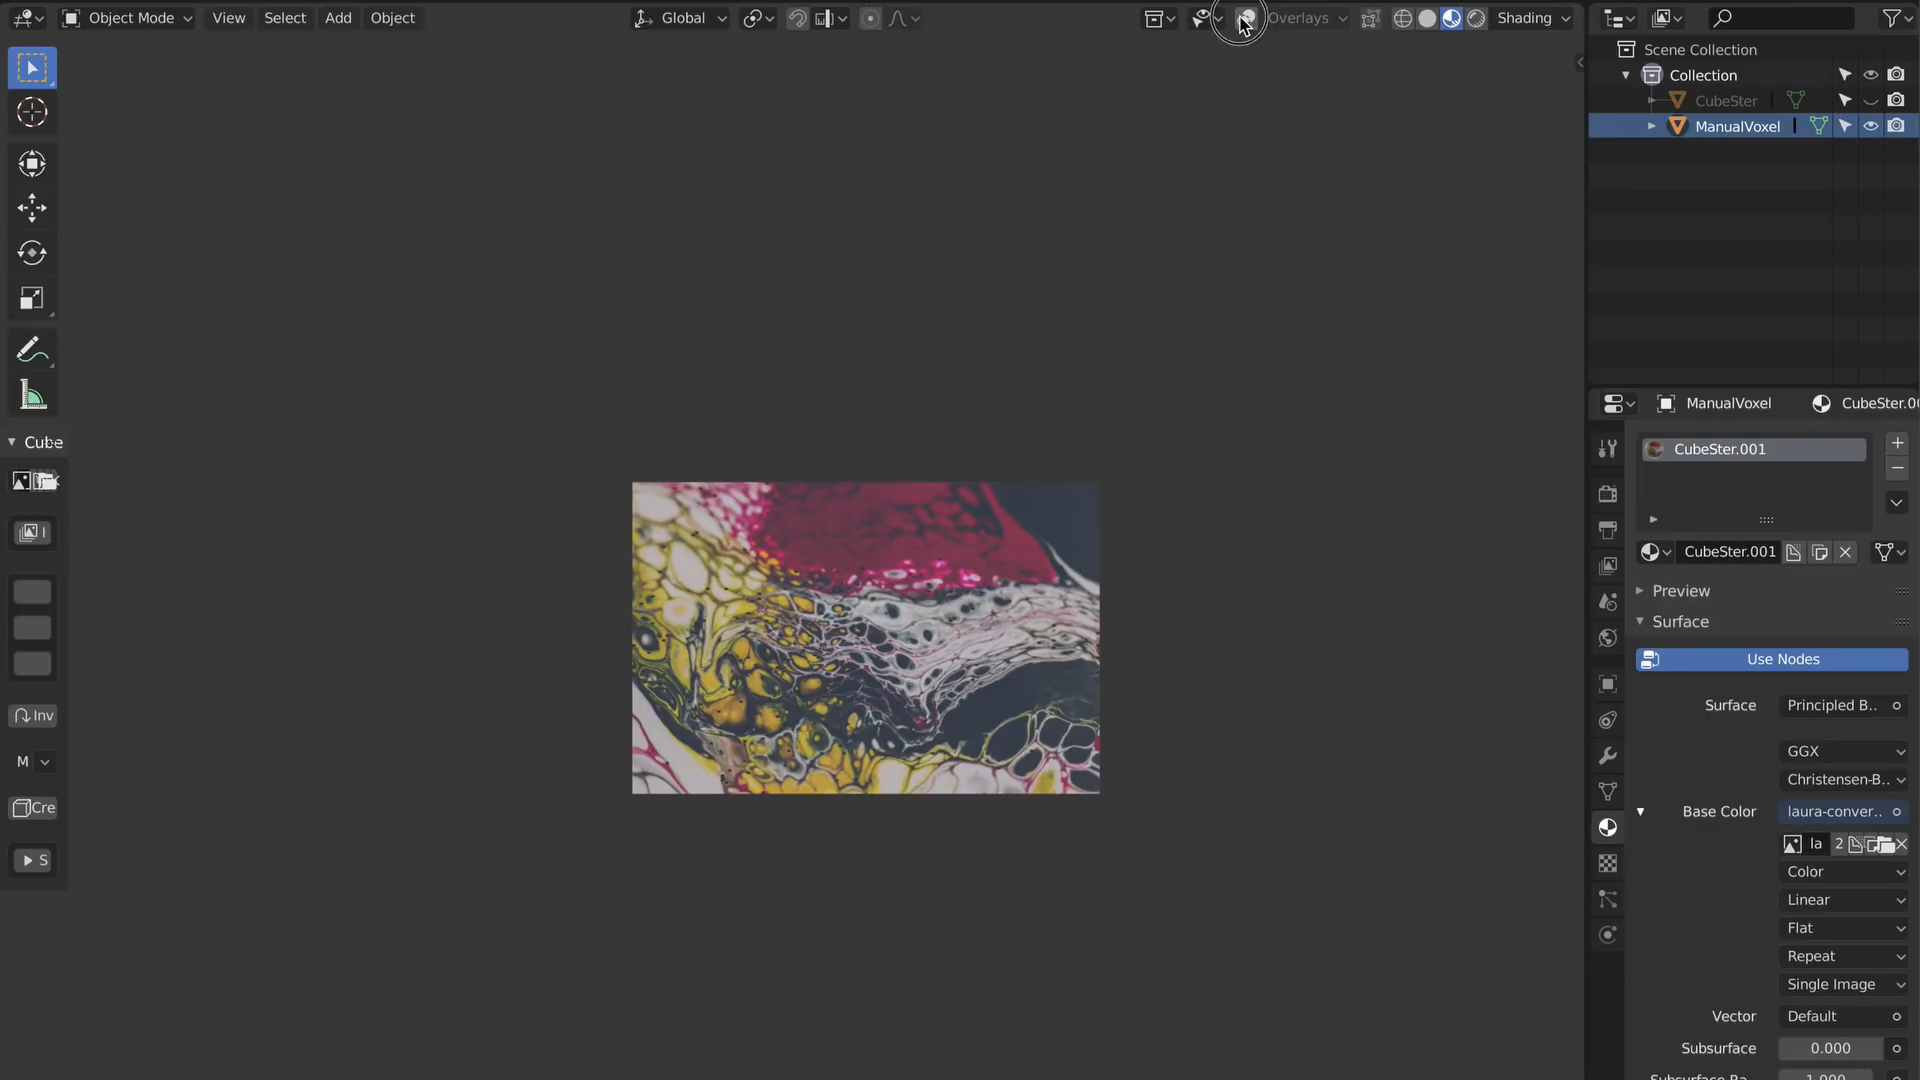 Object Mode View Select Add Object Global Overlays Shading
Scene Collection
Collection
CubeSter
ManualVoxel
ManualVoxel CubeSter.00
CubeSter.001
CubeSter.001
Preview
Surface
Use Nodes
Surface Principled B..
GGX
Christensen-B..
Base Color laura-conver..
la 2
Color
Linear
Flat
Repeat
Single Image
Vector Default
Subsurface 0.000
Cube
I
Inv
M
Cre
S